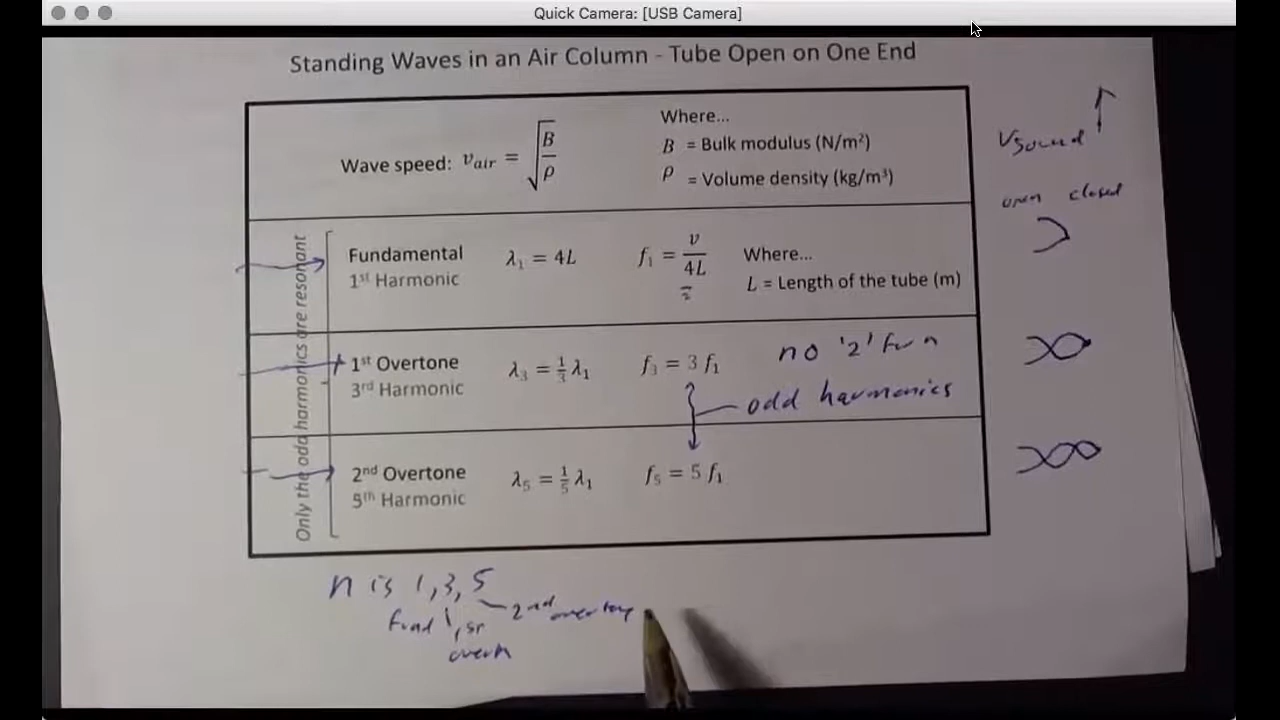 Quick Camera: [USB Camera]
Standing Waves in an Air Column - Tube Open on One End
Wave speed: v_air = √(B/ρ)
Where...
B = Bulk modulus (N/m²)
ρ = Volume density (kg/m³)
Vsound ↑
open closed
Only the odd harmonics are resonant
Fundamental λ₁ = 4L f₁ = v/4L Where...
1st Harmonic L = Length of the tube (m)
1st Overtone λ₃ = ⅓ λ₁ f₃ = 3 f₁ no '2' for n
3rd Harmonic
odd harmonics
2nd Overtone λ₅ = ⅕ λ₁ f₅ = 5 f₁
5th Harmonic
n is 1, 3, 5
Fund 1st 2nd